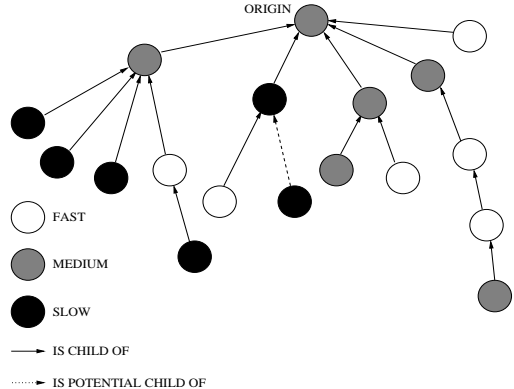 ORIGIN
FAST
MEDIUM
SLOW
IS CHILD OF
IS POTENTIAL CHILD OF